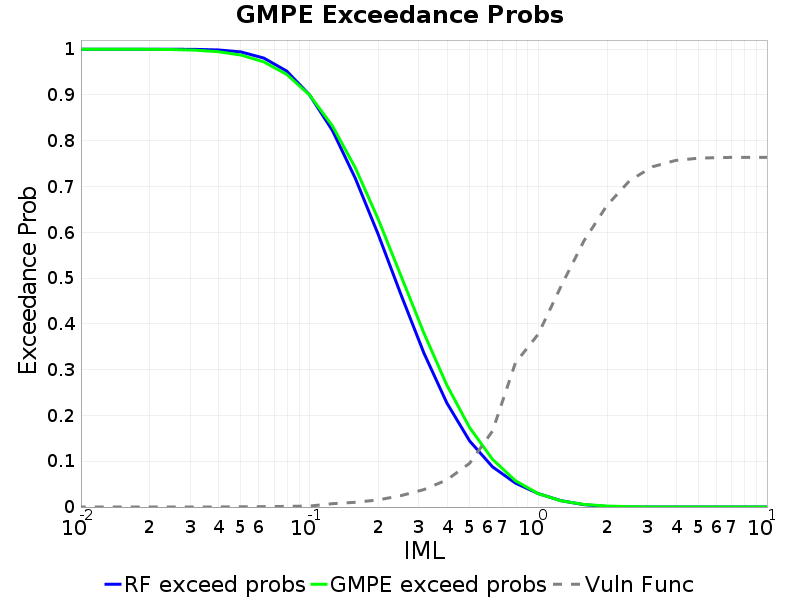 GMPE Exceedance Probs
Exceedance Prob
1
0.9
0.8
0.7
0.6
0.5
0.4
0.3
0.2
0.1
0
10^-2 2 3 4 5 6 10^-1 2 3 4 5 6 7 10^0 2 3 4 5 6 7 10^1
IML
RF exceed probs GMPE exceed probs Vuln Func